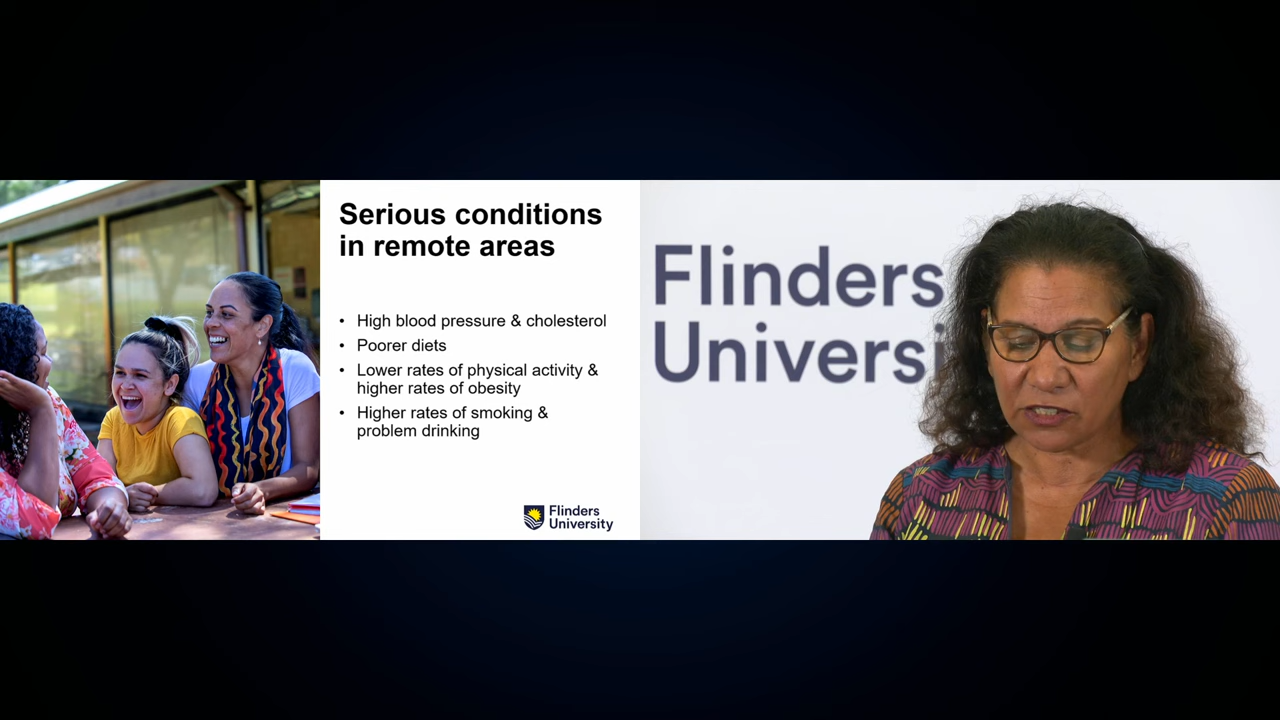 Serious conditions
in remote areas
• High blood pressure & cholesterol
• Poorer diets
• Lower rates of physical activity &
higher rates of obesity
• Higher rates of smoking &
problem drinking
Flinders
University
Flinders
Universi